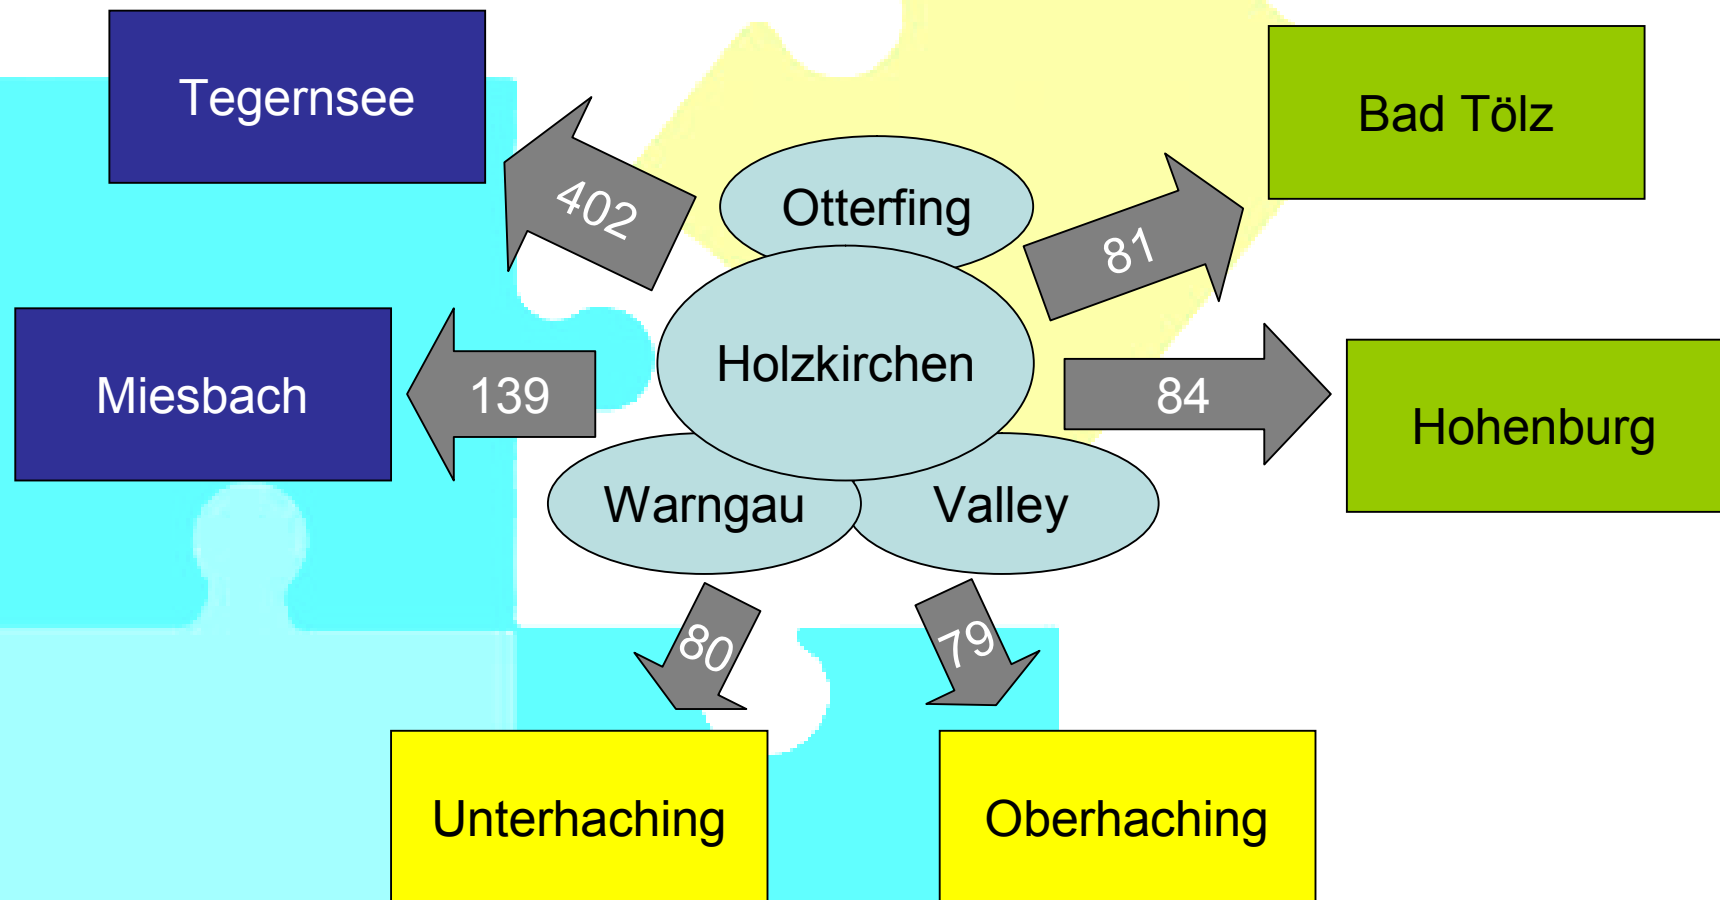 Tegernsee
Bad Tölz
402
Otterfing
81
Miesbach
139
Holzkirchen
84
Hohenburg
Warngau
Valley
80
79
Unterhaching
Oberhaching